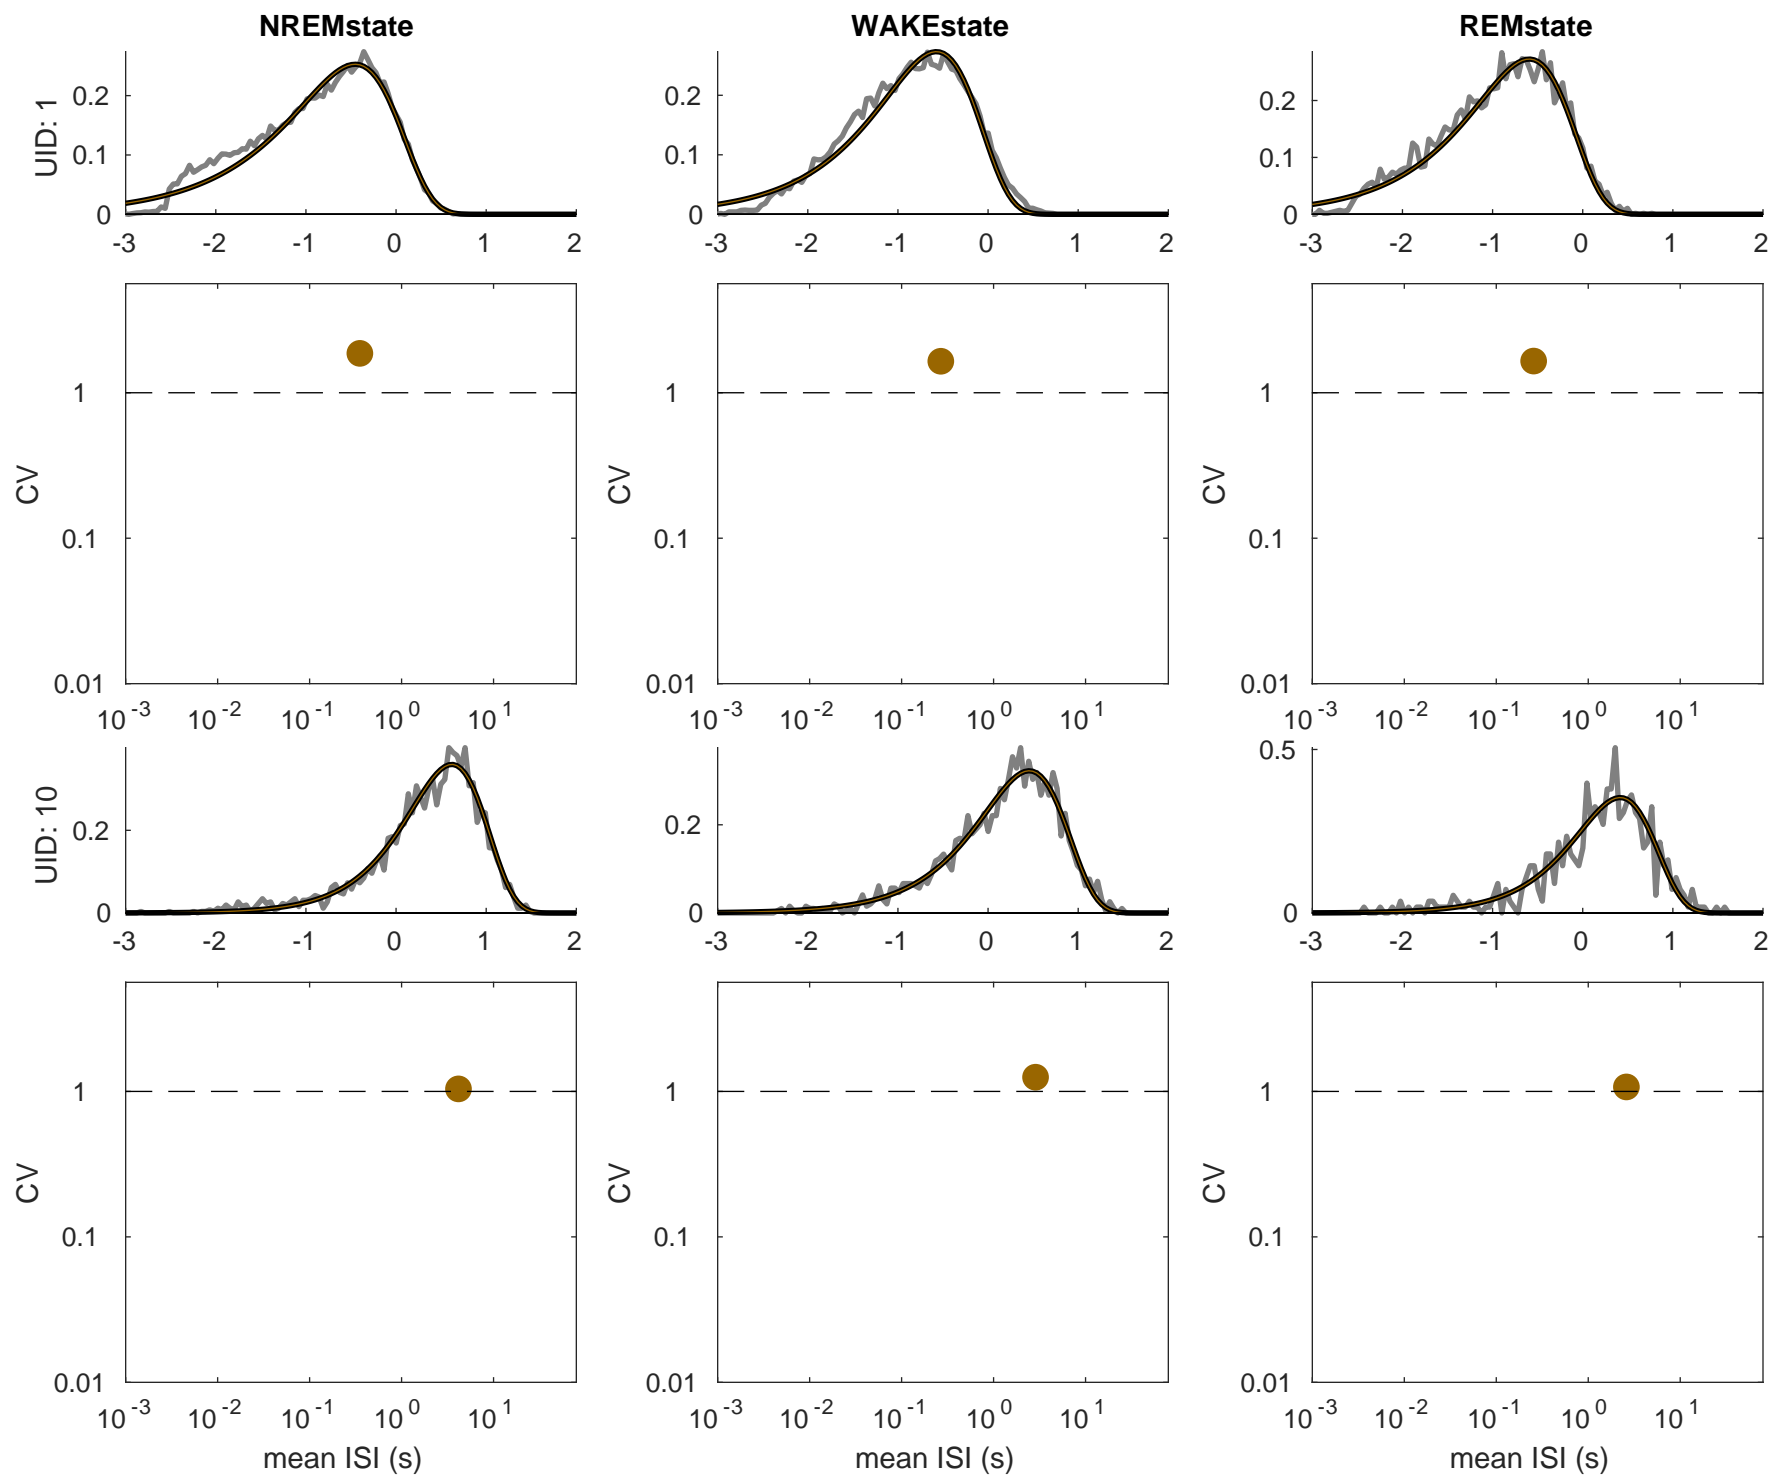 NREMstate WAKEstate REMstate
UID: 1
0.2 0.2 0.2
0.1 0.1 0.1
0 0 0
-3 -2 -1 0 1 2 -3 -2 -1 0 1 2 -3 -2 -1 0 1 2
1 1 1
CV CV CV
0.1 0.1 0.1
0.01 0.01 0.01
10^-3 10^-2 10^-1 10^0 10^1 10^-3 10^-2 10^-1 10^0 10^1 10^-3 10^-2 10^-1 10^0 10^1
UID: 10
0.5
0.2 0.2
0 0 0
-3 -2 -1 0 1 2 -3 -2 -1 0 1 2 -3 -2 -1 0 1 2
1 1 1
CV CV CV
0.1 0.1 0.1
0.01 0.01 0.01
10^-3 10^-2 10^-1 10^0 10^1 10^-3 10^-2 10^-1 10^0 10^1 10^-3 10^-2 10^-1 10^0 10^1
mean ISI (s) mean ISI (s) mean ISI (s)